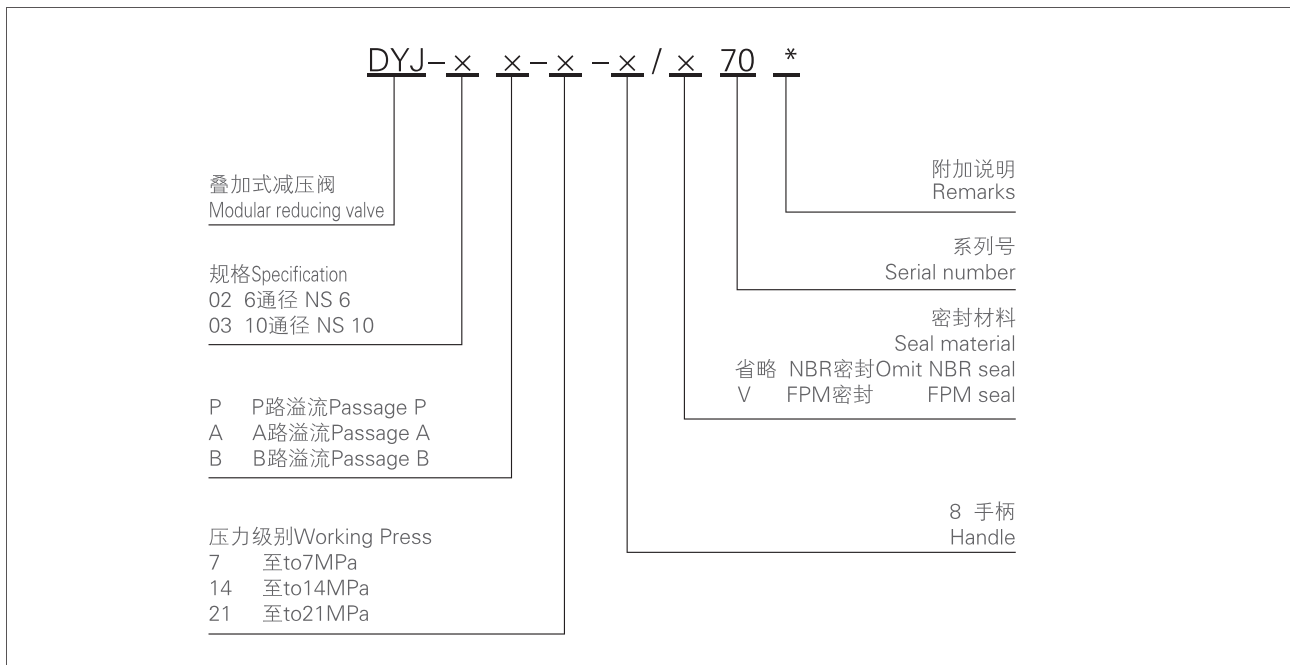 DYJ-× ×-×-×/×70 *
叠加式减压阀
Modular reducing valve
规格Specification
02 6通径 NS 6
03 10通径 NS 10
P P路溢流Passage P
A A路溢流Passage A
B B路溢流Passage B
压力级别Working Press
7 至to7MPa
14 至to14MPa
21 至to21MPa
附加说明
Remarks
系列号
Serial number
密封材料
Seal material
省略 NBR密封Omit NBR seal
V FPM密封 FPM seal
8 手柄
Handle